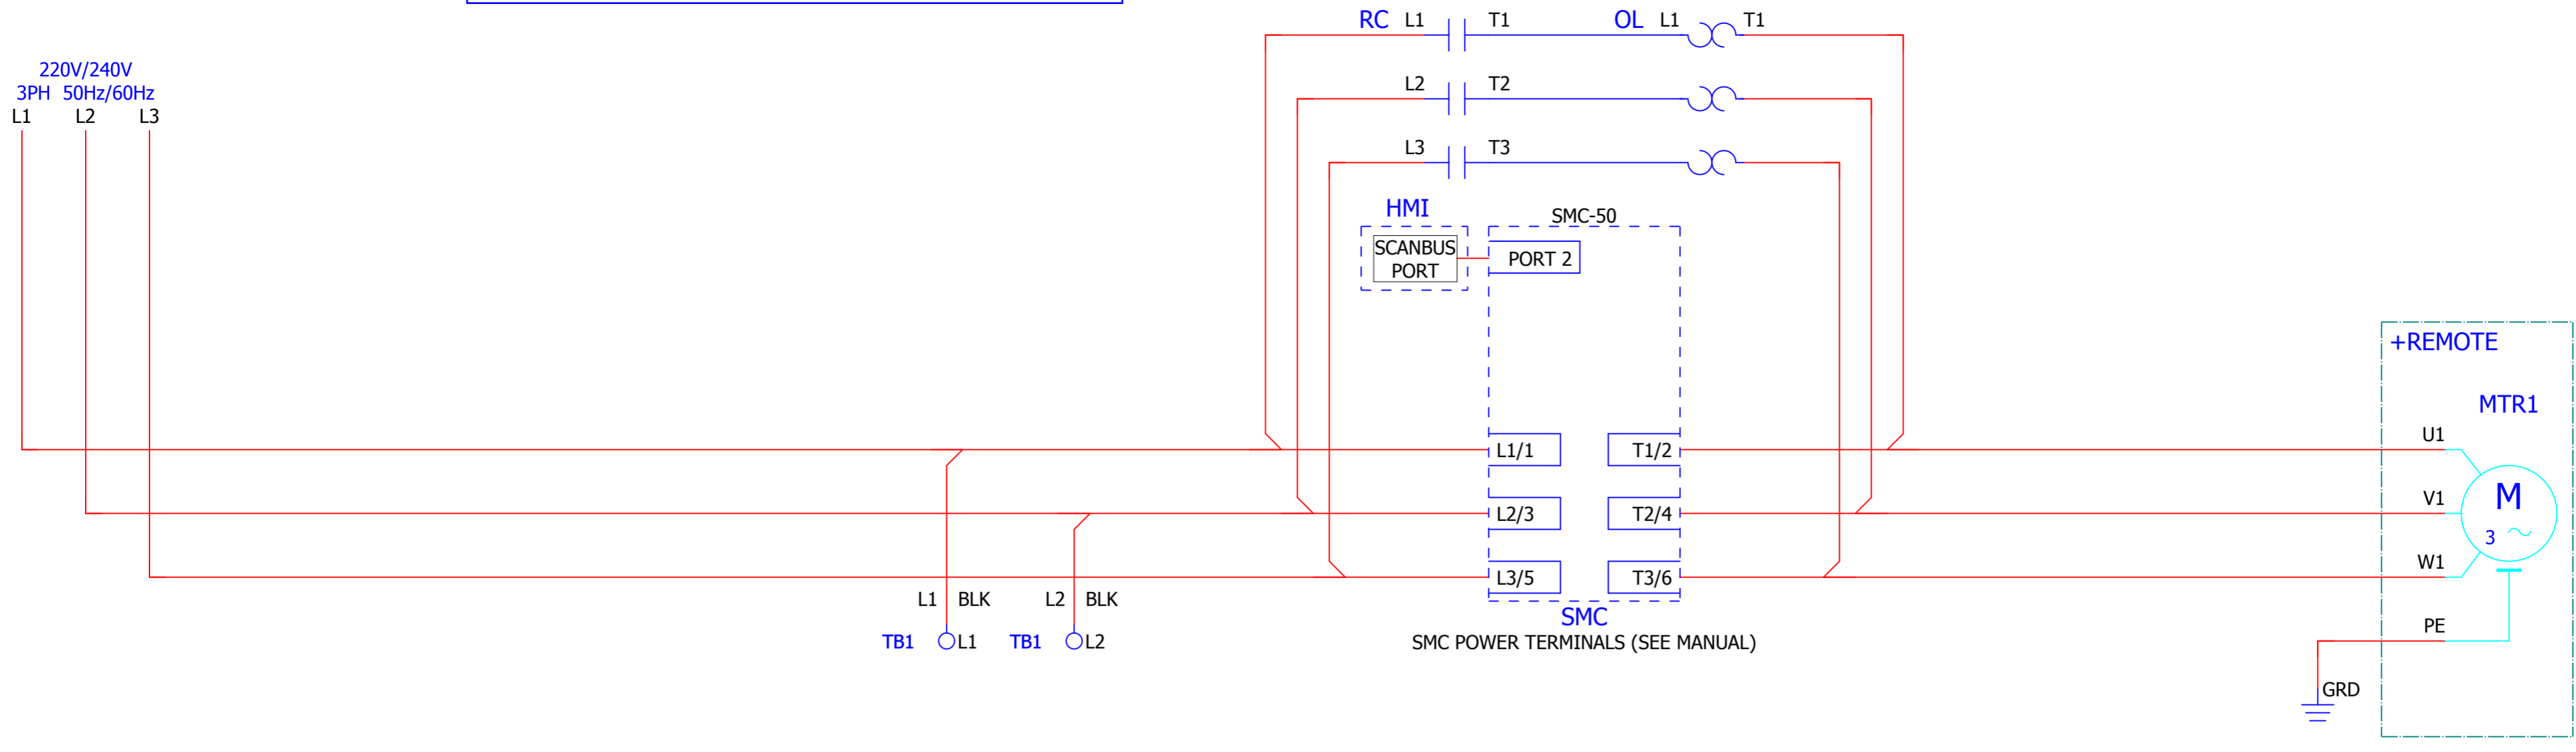 RC L1 T1 OL L1 T1
220V/240V
3PH 50Hz/60Hz
L1 L2 L3
L2 T2
L3 T3
HMI
SMC-50
SCANBUS
PORT
PORT 2
+REMOTE
MTR1
U1
L1/1 T1/2
V1
M
3
L2/3 T2/4
W1
L3/5 T3/6
L1 BLK L2 BLK
SMC
PE
TB1 L1 TB1 L2
SMC POWER TERMINALS (SEE MANUAL)
GRD